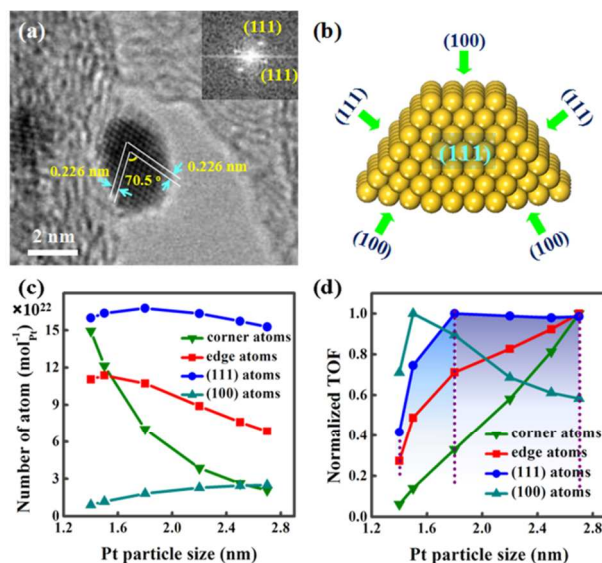 (a)
(111)
(111)
0.226 nm
0.226 nm
70.5 °
2 nm
(b)
(100)
(111)
(111)
(111)
(100)
(100)
(c)
×10²²
Number of atom (mol⁻¹Pt)
15
12
9
6
3
0
1.2 1.6 2.0 2.4 2.8
Pt particle size (nm)
corner atoms
edge atoms
(111) atoms
(100) atoms
(d)
Normalized TOF
1.0
0.8
0.6
0.4
0.2
0.0
1.2 1.6 2.0 2.4 2.8
Pt particle size (nm)
corner atoms
edge atoms
(111) atoms
(100) atoms